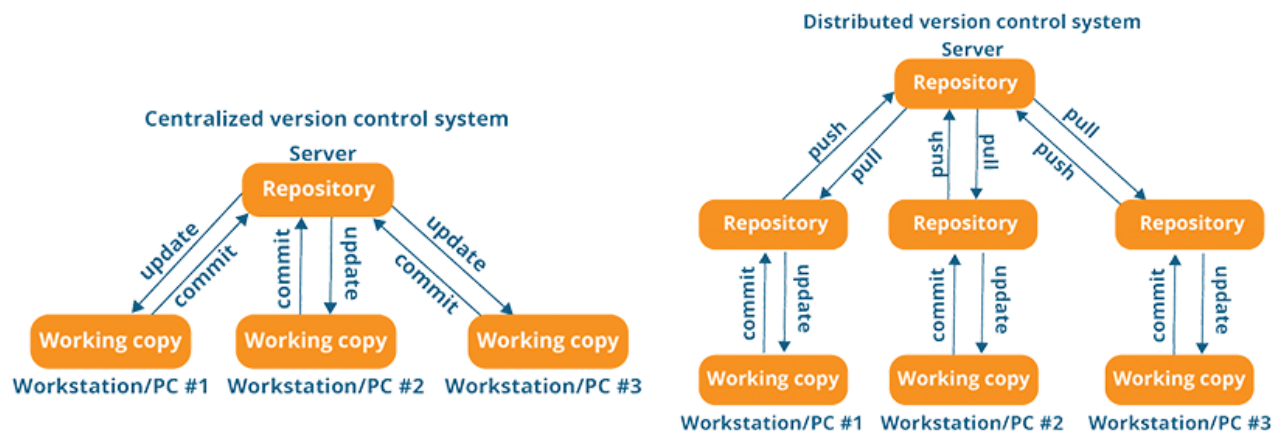 Centralized version control system
Server
Repository
update
commit
commit
update
update
commit
Working copy
Working copy
Working copy
Workstation/PC #1
Workstation/PC #2
Workstation/PC #3
Distributed version control system
Server
Repository
push
pull
push
pull
pull
push
Repository
Repository
Repository
commit
update
commit
update
commit
update
Working copy
Working copy
Working copy
Workstation/PC #1
Workstation/PC #2
Workstation/PC #3